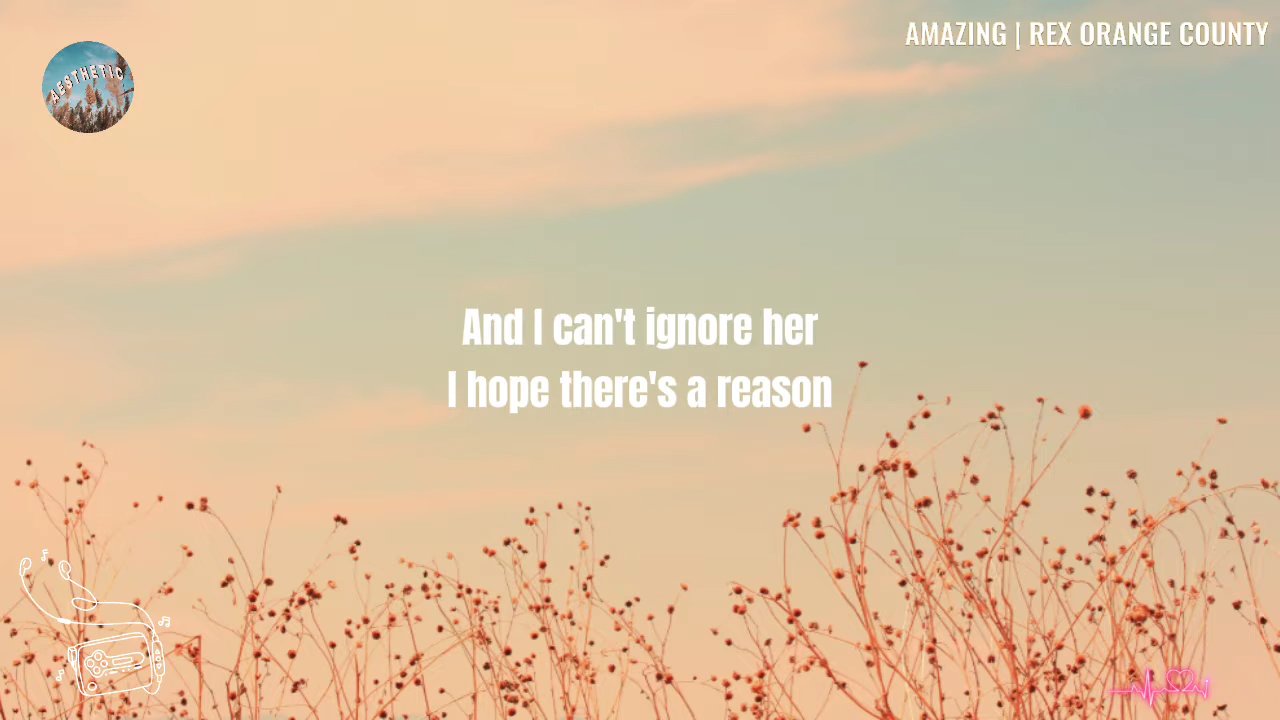 AMAZING | REX ORANGE COUNTY
AESTHETIC
And I can't ignore her
I hope there's a reason